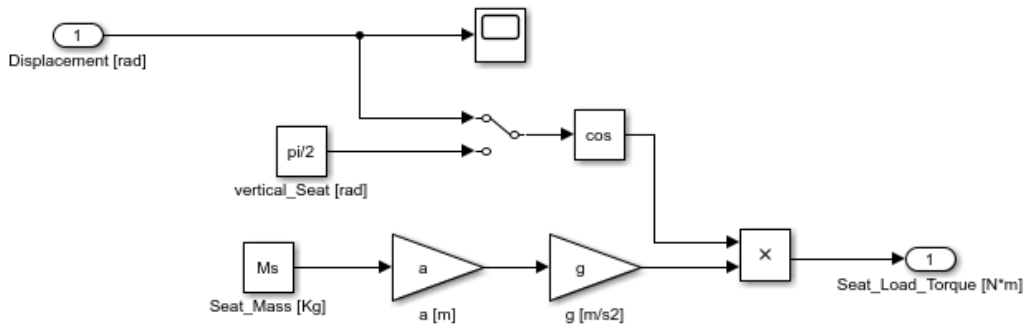 1
Displacement [rad]
pi/2
vertical_Seat [rad]
cos
Ms
Seat_Mass [Kg]
a
a [m]
g
g [m/s2]
×
1
Seat_Load_Torque [N*m]